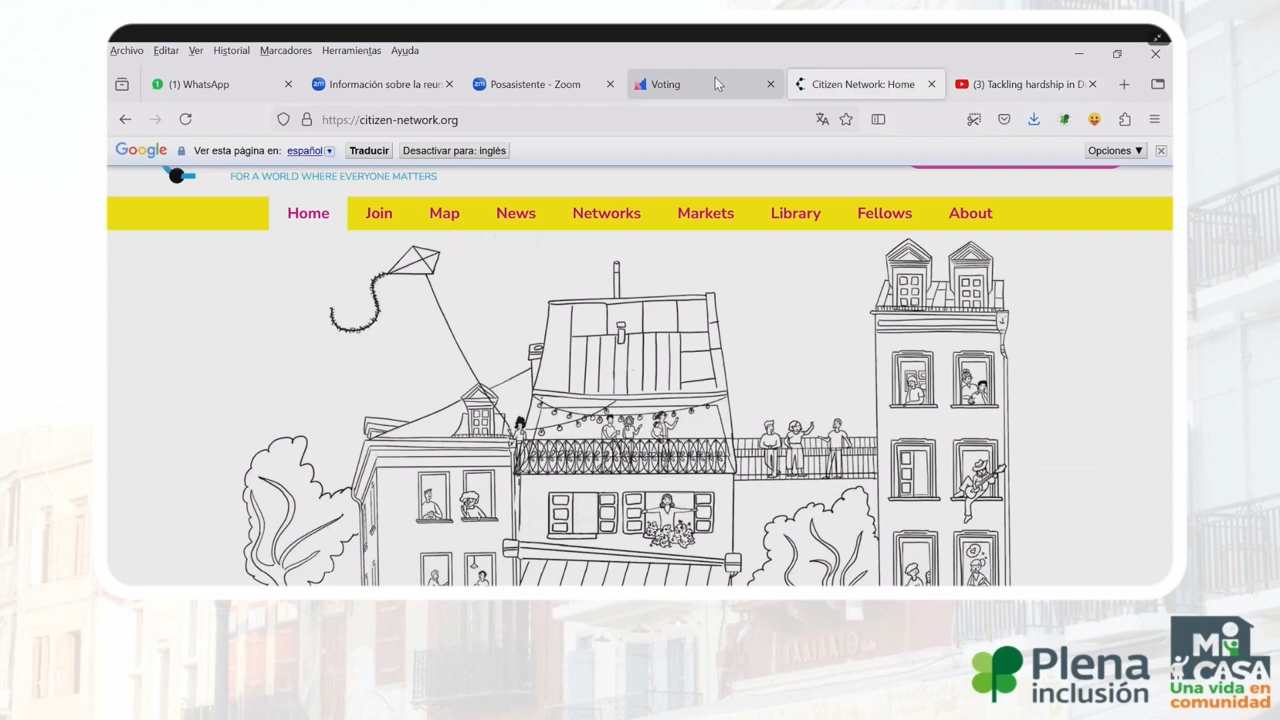 Archivo Editar Ver Historial Marcadores Herramientas Ayuda
(1) WhatsApp
Información sobre la reu
Posasistente - Zoom
Voting
Citizen Network: Home
(3) Tackling hardship in D
https://citizen-network.org
Google Ver esta página en: español Traducir Desactivar para: inglés Opciones
FOR A WORLD WHERE EVERYONE MATTERS
Home Join Map News Networks Markets Library Fellows About
Plena
inclusión
Mi
CASA
Una vida en
comunidad